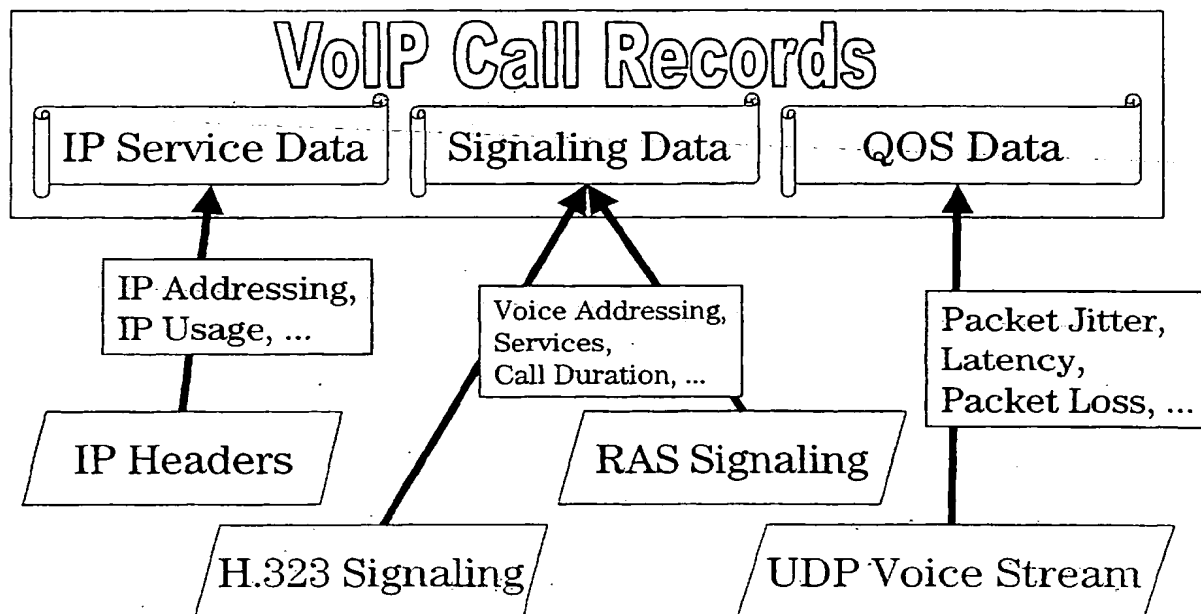 VoIP Call Records
IP Service Data
Signaling Data
QOS Data
IP Addressing,
IP Usage, ...
Voice Addressing,
Services,
Call Duration, ...
Packet Jitter,
Latency,
Packet Loss, ...
IP Headers
RAS Signaling
H.323 Signaling
UDP Voice Stream